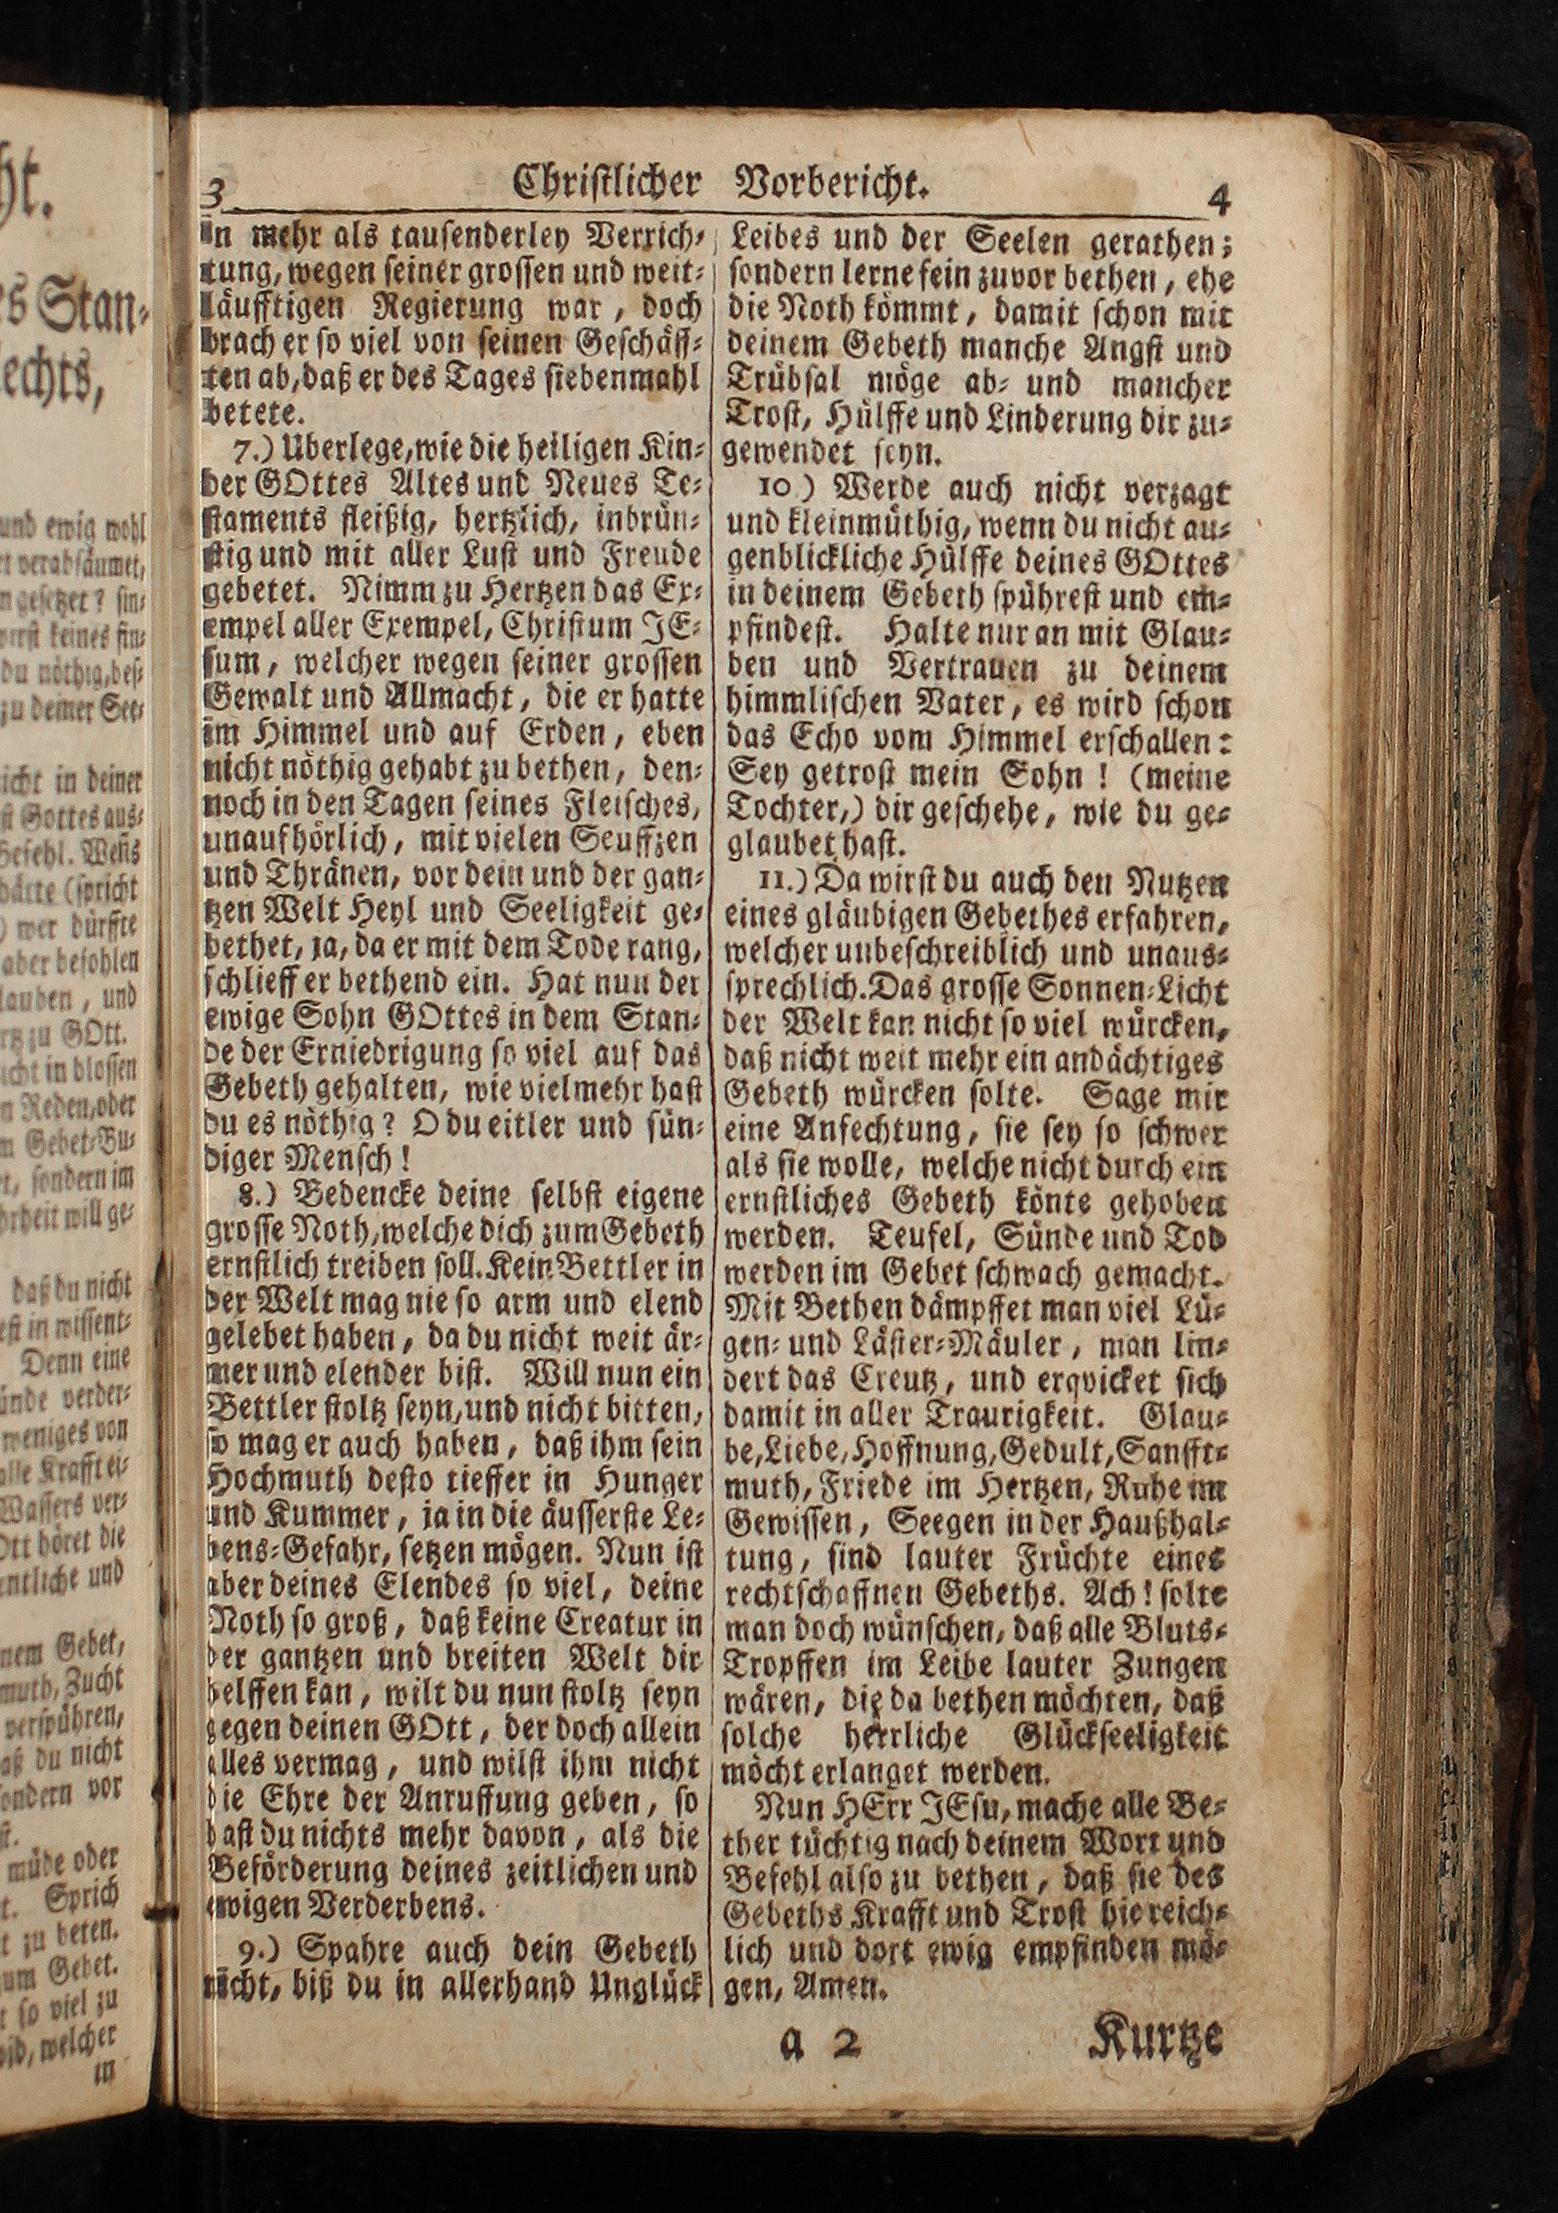 3 Christlicher Vorbericht. 4
in mehr als tausenderley Verrich-
tung, wegen seiner grossen und weit-
läufftigen Regierung war, doch
brach er so viel von seinen Geschäff-
ten ab, daß er des Tages siebenmahl
betete.
7.) Uberlege, wie die heiligen Kin-
der GOttes Altes und Neues Te-
staments fleißig, hertzlich, inbrün-
stig und mit aller Lust und Freude
gebetet. Nimm zu Hertzen das Ex-
empel aller Exempel, Christum JE-
sum, welcher wegen seiner grossen
Gewalt und Allmacht, die er hatte
im Himmel und auf Erden, eben
nicht nöthig gehabt zu bethen, den-
noch in den Tagen seines Fleisches,
unaufhörlich, mit vielen Seuffzen
und Thränen, vor dein und der gan-
tzen Welt Heyl und Seeligkeit ge-
bethet, ja, da er mit dem Tode rang,
schlieff er bethend ein. Hat nun der
ewige Sohn GOttes in dem Stan-
de der Erniedrigung so viel auf das
Gebeth gehalten, wie vielmehr hast
du es nöthig? O du eitler und sün-
diger Mensch!
8.) Bedencke deine selbst eigene
grosse Noth, welche dich zum Gebeth
ernstlich treiben soll. Kein Bettler in
der Welt mag nie so arm und elend
gelebet haben, da du nicht weit är-
mer und elender bist. Will nun ein
Bettler stoltz seyn, und nicht bitten,
so mag er auch haben, daß ihm sein
Hochmuth desto tieffer in Hunger
und Kummer, ja in die äusserste Le-
bens-Gefahr, setzen mögen. Nun ist
aber deines Elendes so viel, deine
Noth so groß, daß keine Creatur in
der gantzen und breiten Welt dir
helffen kan, wilt du nun stoltz seyn
gegen deinen GOtt, der doch allein
alles vermag, und wilst ihm nicht
die Ehre der Anruffung geben, so
hast du nichts mehr davon, als die
Beförderung deines zeitlichen und
ewigen Verderbens.
9.) Spahre auch dein Gebeth
nicht, biß du in allerhand Unglück
Leibes und der Seelen gerathen;
sondern lerne fein zuvor bethen, ehe
die Noth kömmt, damit schon mit
deinem Gebeth manche Angst und
Trübsal möge ab- und mancher
Trost, Hülffe und Linderung dir zu-
gewendet seyn.
10) Werde auch nicht verzagt
und kleinmüthig, wenn du nicht au-
genblickliche Hülffe deines GOttes
in deinem Gebeth spührest und em-
pfindest. Halte nur an mit Glau-
ben und Vertrauen zu deinem
himmlischen Vater, es wird schon
das Echo vom Himmel erschallen:
Sey getrost mein Sohn! (meine
Tochter,) dir geschehe, wie du ge-
glaubet hast.
11.) Da wirst du auch den Nutzen
eines gläubigen Gebethes erfahren,
welcher unbeschreiblich und unaus-
sprechlich. Das grosse Sonnen-Licht
der Welt kan nicht so viel würcken,
daß nicht weit mehr ein andächtiges
Gebeth würcken solte. Sage mir
eine Anfechtung, sie sey so schwer
als sie wolle, welche nicht durch ein
ernstliches Gebeth könte gehoben
werden. Teufel, Sünde und Tod
werden im Gebet schwach gemacht.
Mit Bethen dämpffet man viel Lü-
gen- und Läster-Mäuler, man lin-
dert das Creutz, und erqvicket sich
damit in aller Traurigkeit. Glau-
be, Liebe, Hoffnung, Gedult, Sanfft-
muth, Friede im Hertzen, Ruhe im
Gewissen, Seegen in der Haußhal-
tung, sind lauter Früchte eines
rechtschaffnen Gebeths. Ach! solte
man doch wünschen, daß alle Bluts-
Tropffen im Leibe lauter Zungen
wären, die da bethen möchten, daß
solche herrliche Glückseeligkeit
möcht erlanget werden.
Nun HErr JEsu, mache alle Be-
ther tüchtig nach deinem Wort und
Befehl also zu bethen, daß sie des
Gebeths Krafft und Trost hie reich-
lich und dort ewig empfinden mö-
gen, Amen.
a 2 Kurtze